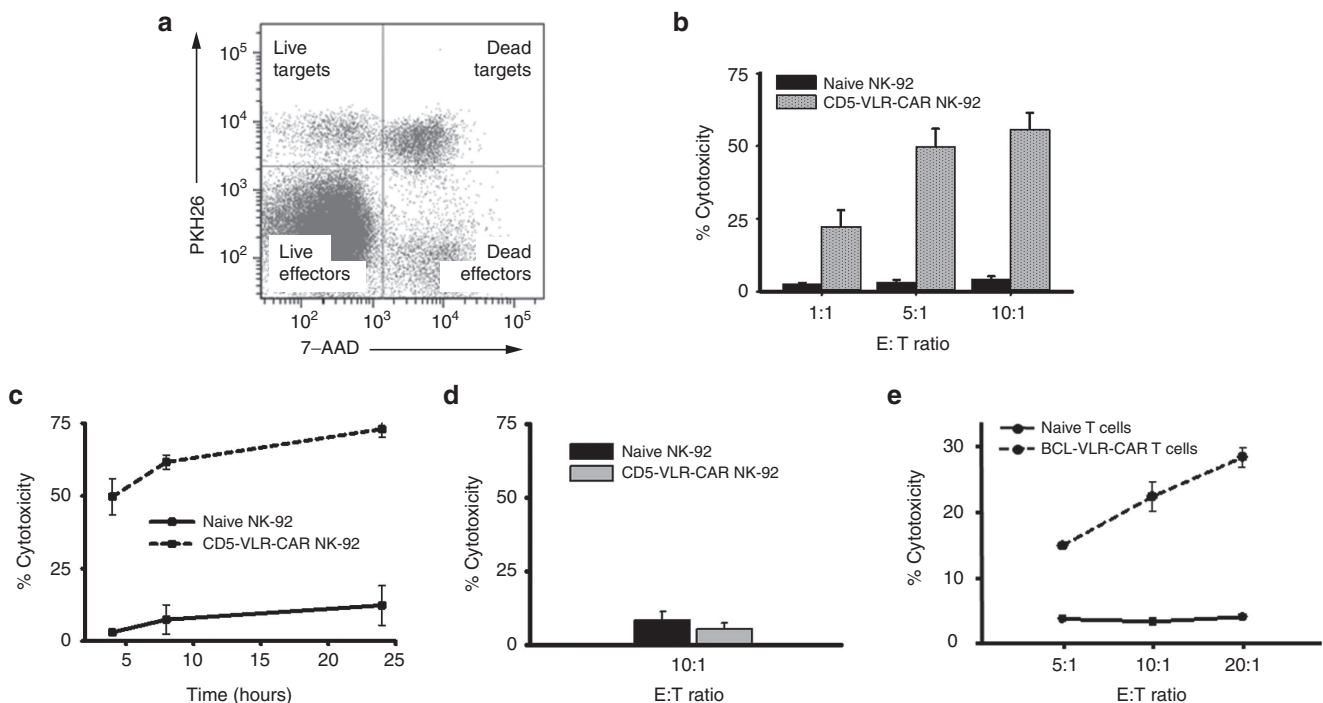 a
PKH26
10^5
10^4
10^3
10^2
Live
targets
Dead
targets
Live
effectors
Dead
effectors
10^2 10^3 10^4 10^5
7–AAD
b
% Cytotoxicity
75
50
25
0
Naive NK-92
CD5-VLR-CAR NK-92
1:1 5:1 10:1
E: T ratio
c
% Cytotoxicity
75
50
25
0
Naive NK-92
CD5-VLR-CAR NK-92
5 10 15 20 25
Time (hours)
d
% Cytotoxicity
75
50
25
0
Naive NK-92
CD5-VLR-CAR NK-92
10:1
E:T ratio
e
% Cytotoxicity
30
20
10
0
Naive T cells
BCL-VLR-CAR T cells
5:1 10:1 20:1
E:T ratio